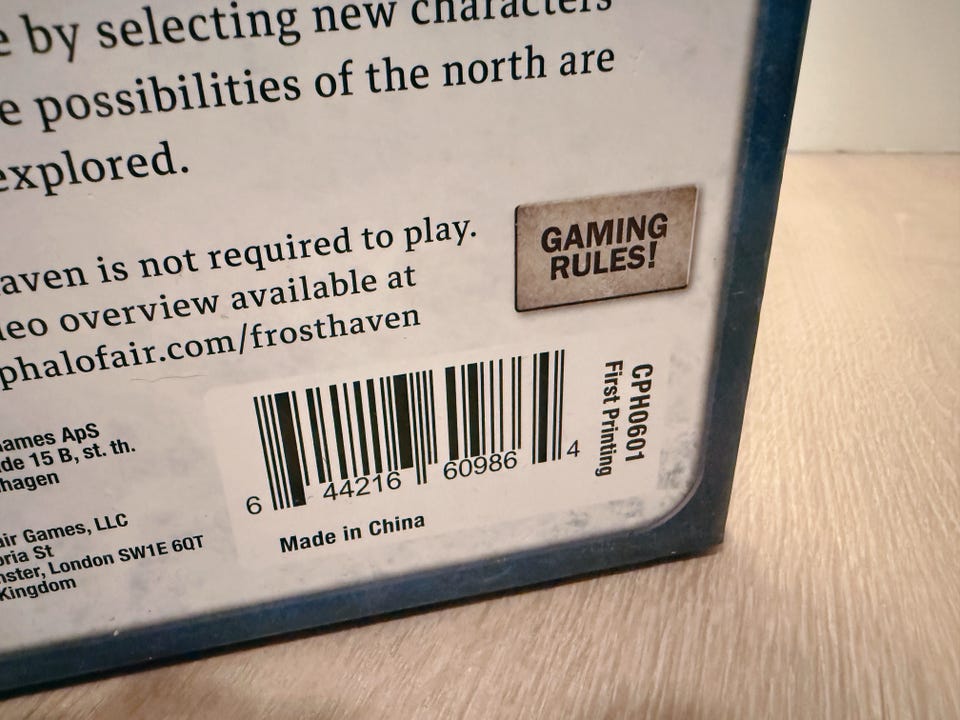 by selecting new characters
possibilities of the north are
explored.
is not required to play.
overview available at
phalofair.com/frosthaven
GAMING
RULES!
CPH0601
First Printing
6 44216 60986 4
Made in China
ames ApS
de 15 B, st. th.
hagen
air Games, LLC
oria St
nster, London SW1E 6QT
Kingdom